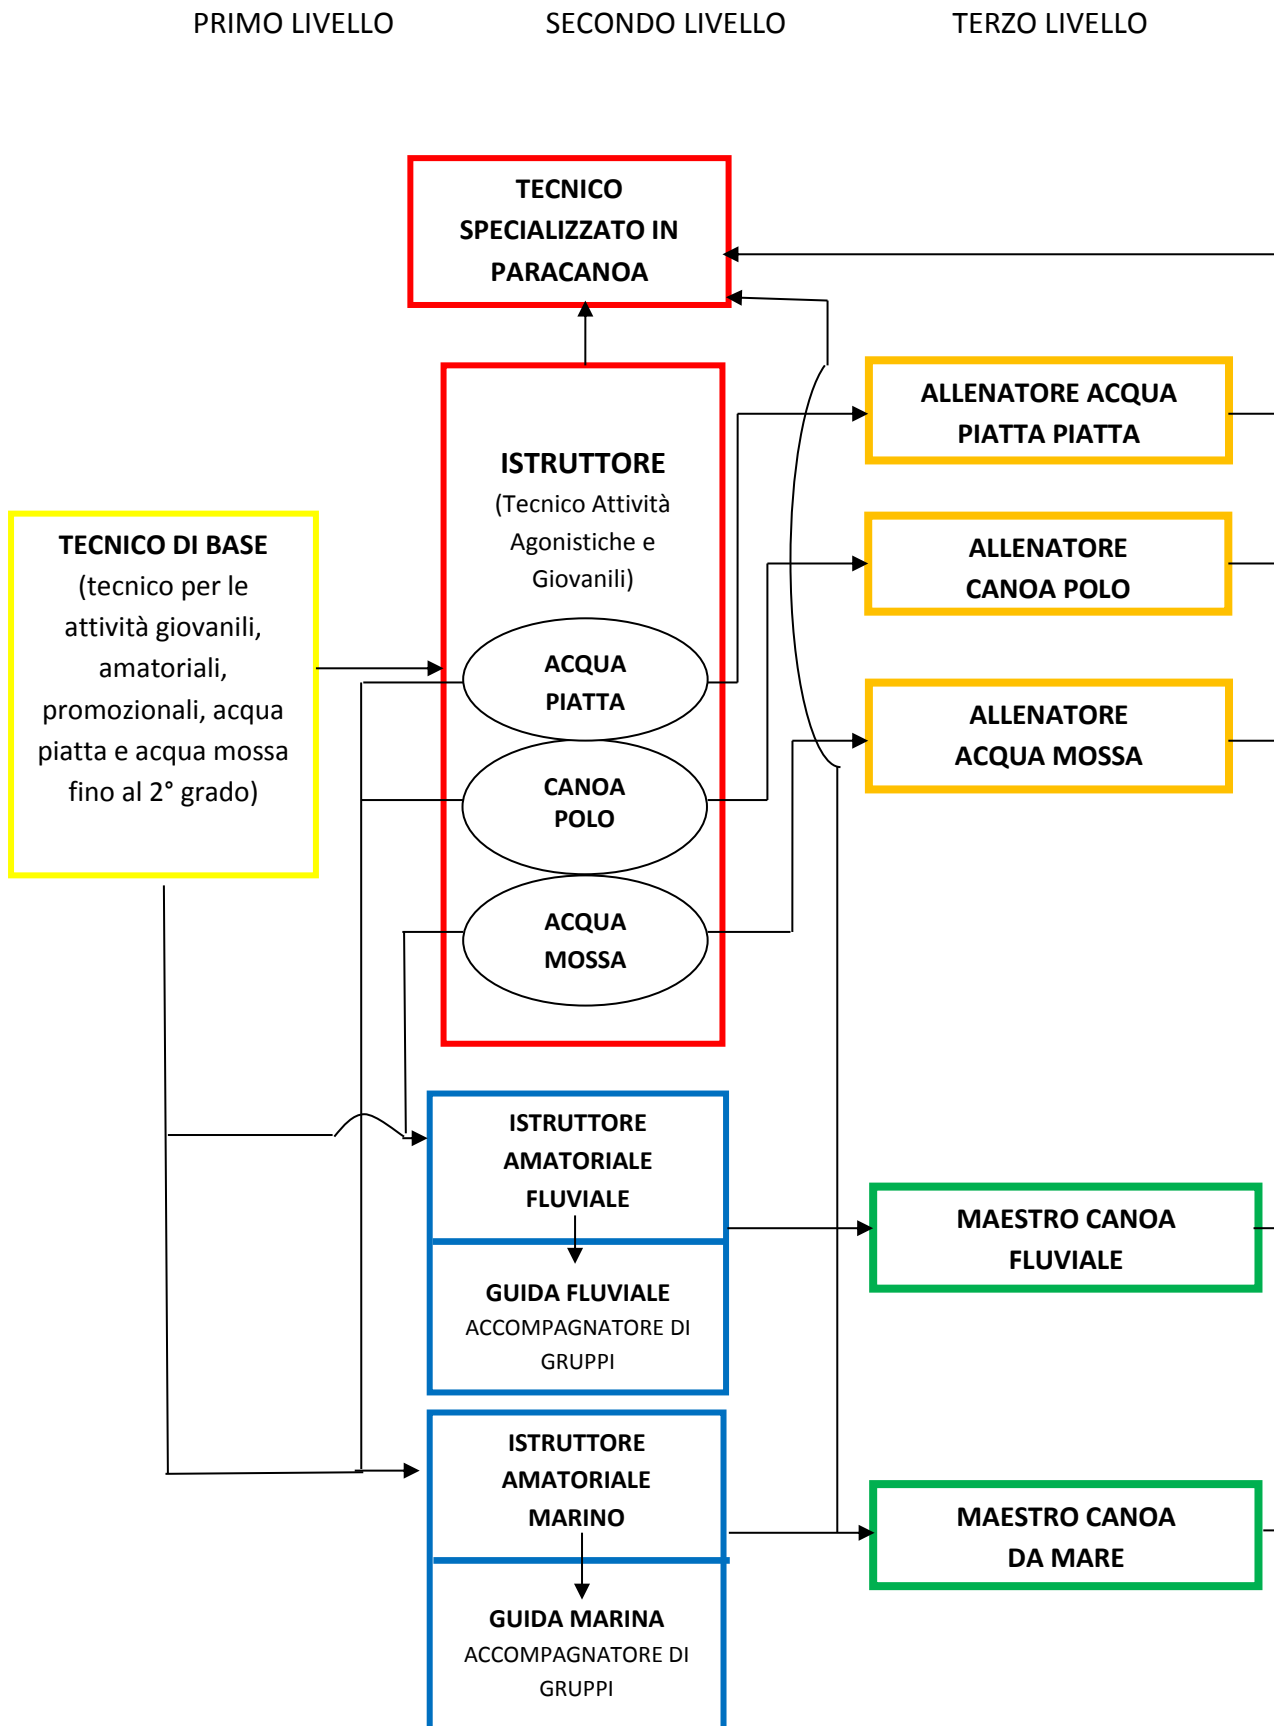 PRIMO LIVELLO
SECONDO LIVELLO
TERZO LIVELLO
TECNICO
SPECIALIZZATO IN
PARACANOA
ISTRUTTORE
(Tecnico Attività
Agonistiche e
Giovanili)
ACQUA
PIATTA
CANOA
POLO
ACQUA
MOSSA
ALLENATORE ACQUA
PIATTA PIATTA
ALLENATORE
CANOA POLO
ALLENATORE
ACQUA MOSSA
TECNICO DI BASE
(tecnico per le
attività giovanili,
amatoriali,
promozionali, acqua
piatta e acqua mossa
fino al 2° grado)
ISTRUTTORE
AMATORIALE
FLUVIALE
GUIDA FLUVIALE
ACCOMPAGNATORE DI
GRUPPI
MAESTRO CANOA
FLUVIALE
ISTRUTTORE
AMATORIALE
MARINO
GUIDA MARINA
ACCOMPAGNATORE DI
GRUPPI
MAESTRO CANOA
DA MARE